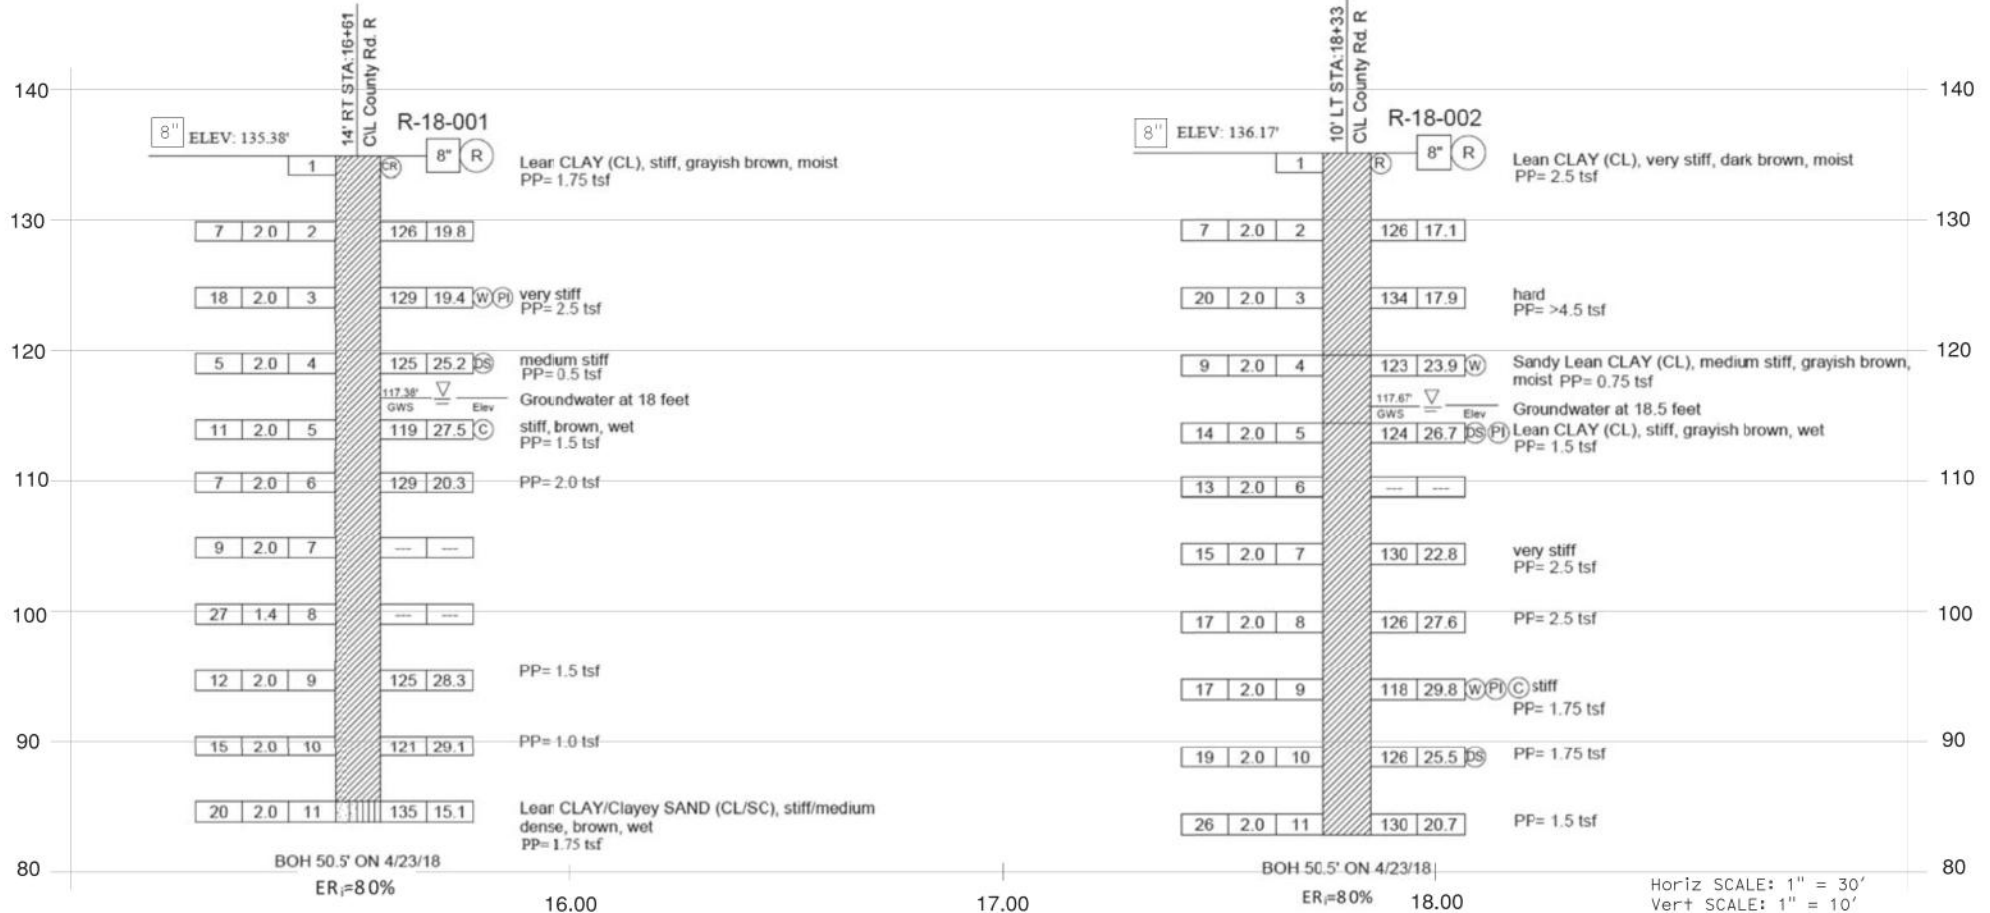 14' RT STA:16+61
C\L County Rd. R
10' LT STA:18+33
C\L County Rd. R
140
140
8" ELEV: 135.38'
R-18-001
8" R
8" ELEV: 136.17'
R-18-002
8" R
1 CR Lean CLAY (CL), stiff, grayish brown, moist
PP= 1.75 tsf
1 R Lean CLAY (CL), very stiff, dark brown, moist
PP= 2.5 tsf
130
130
7 2.0 2 126 19.8
7 2.0 2 126 17.1
18 2.0 3 129 19.4 W PI very stiff
PP= 2.5 tsf
20 2.0 3 134 17.9 hard
PP= >4.5 tsf
120
120
5 2.0 4 125 25.2 DS medium stiff
PP= 0.5 tsf
9 2.0 4 123 23.9 W Sandy Lean CLAY (CL), medium stiff, grayish brown,
moist PP= 0.75 tsf
117.38'
GWS Elev Groundwater at 18 feet
117.67'
GWS Elev Groundwater at 18.5 feet
11 2.0 5 119 27.5 C stiff, brown, wet
PP= 1.5 tsf
14 2.0 5 124 26.7 DS PI Lean CLAY (CL), stiff, grayish brown, wet
PP= 1.5 tsf
110
110
7 2.0 6 129 20.3 PP= 2.0 tsf
13 2.0 6 --- ---
9 2.0 7 --- ---
15 2.0 7 130 22.8 very stiff
PP= 2.5 tsf
100
100
27 1.4 8 --- ---
17 2.0 8 126 27.6 PP= 2.5 tsf
12 2.0 9 125 28.3 PP= 1.5 tsf
17 2.0 9 118 29.8 W PI C stiff
PP= 1.75 tsf
90
90
15 2.0 10 121 29.1 PP= 1.0 tsf
19 2.0 10 126 25.5 DS PP= 1.75 tsf
20 2.0 11 135 15.1 Lean CLAY/Clayey SAND (CL/SC), stiff/medium
dense, brown, wet
PP= 1.75 tsf
26 2.0 11 130 20.7 PP= 1.5 tsf
80
80
BOH 50.5' ON 4/23/18
ERi=80%
BOH 50.5' ON 4/23/18
ERi=80%
16.00
17.00
18.00
Horiz SCALE: 1" = 30'
Vert SCALE: 1" = 10'